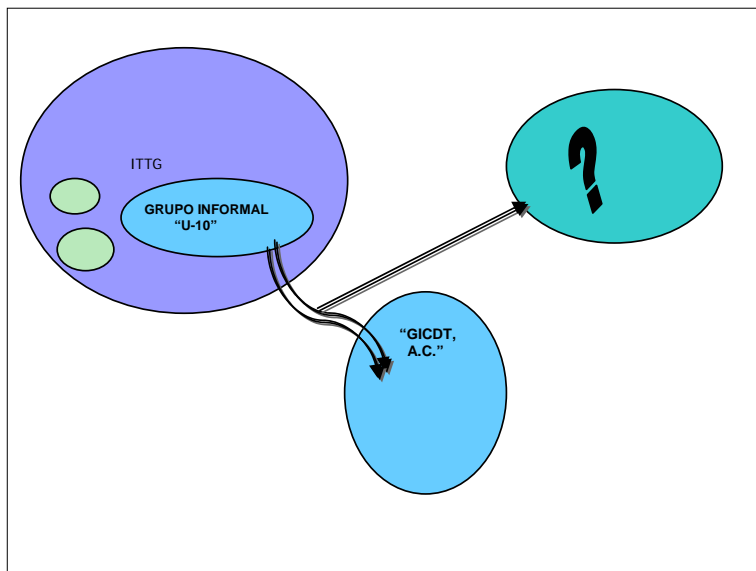 ITTG
GRUPO INFORMAL
“U-10”
?
“GICDT,
A.C.”